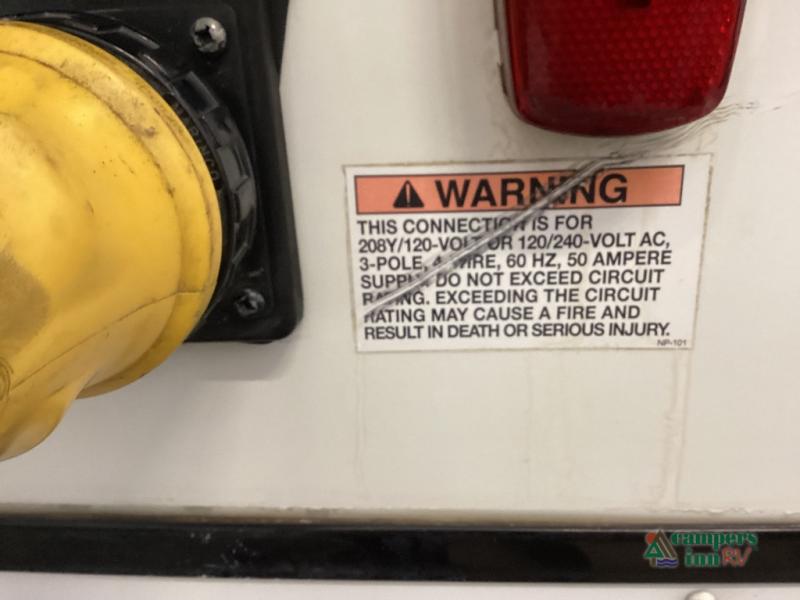 WARNING
THIS CONNECTION IS FOR
208Y/120-VOLT OR 120/240-VOLT AC,
3-POLE, 4 WIRE, 60 HZ, 50 AMPERE
SUPPLY DO NOT EXCEED CIRCUIT
RATING. EXCEEDING THE CIRCUIT
RATING MAY CAUSE A FIRE AND
RESULT IN DEATH OR SERIOUS INJURY.
NP-101
campers
inn RV